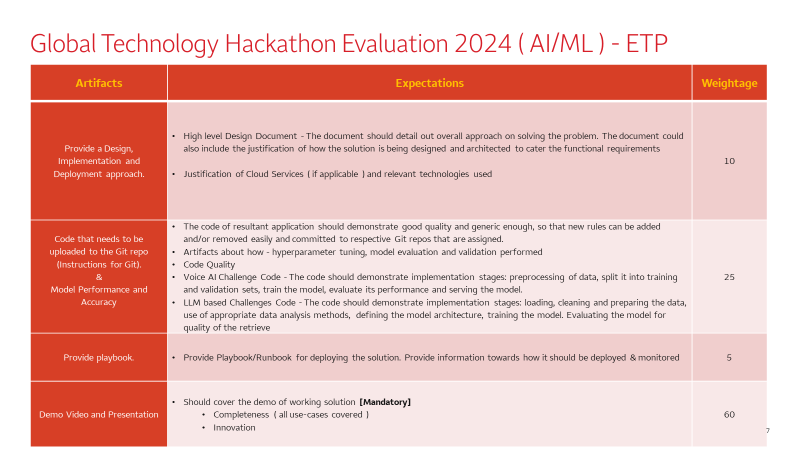 Global Technology Hackathon Evaluation 2024 ( AI/ML ) - ETP
Artifacts
Expectations
Weightage
Provide a Design,
Implementation and
Deployment approach.
• High level Design Document - The document should detail out overall approach on solving the problem. The document could
also include the justification of how the solution is being designed and architected to cater the functional requirements
• Justification of Cloud Services ( if applicable ) and relevant technologies used
10
Code that needs to be
uploaded to the Git repo
(Instructions for Git).
&
Model Performance and
Accuracy
• The code of resultant application should demonstrate good quality and generic enough, so that new rules can be added
and/or removed easily and committed to respective Git repos that are assigned.
• Artifacts about how - hyperparameter tuning, model evaluation and validation performed
• Code Quality
• Voice AI Challenge Code - The code should demonstrate implementation stages: preprocessing of data, split it into training
and validation sets, train the model, evaluate its performance and serving the model.
• LLM based Challenges Code - The code should demonstrate implementation stages: loading, cleaning and preparing the data,
use of appropriate data analysis methods, defining the model architecture, training the model. Evaluating the model for
quality of the retrieve
25
Provide playbook.
• Provide Playbook/Runbook for deploying the solution. Provide information towards how it should be deployed & monitored
5
Demo Video and Presentation
• Should cover the demo of working solution [Mandatory]
• Completeness ( all use-cases covered )
• Innovation
60
7